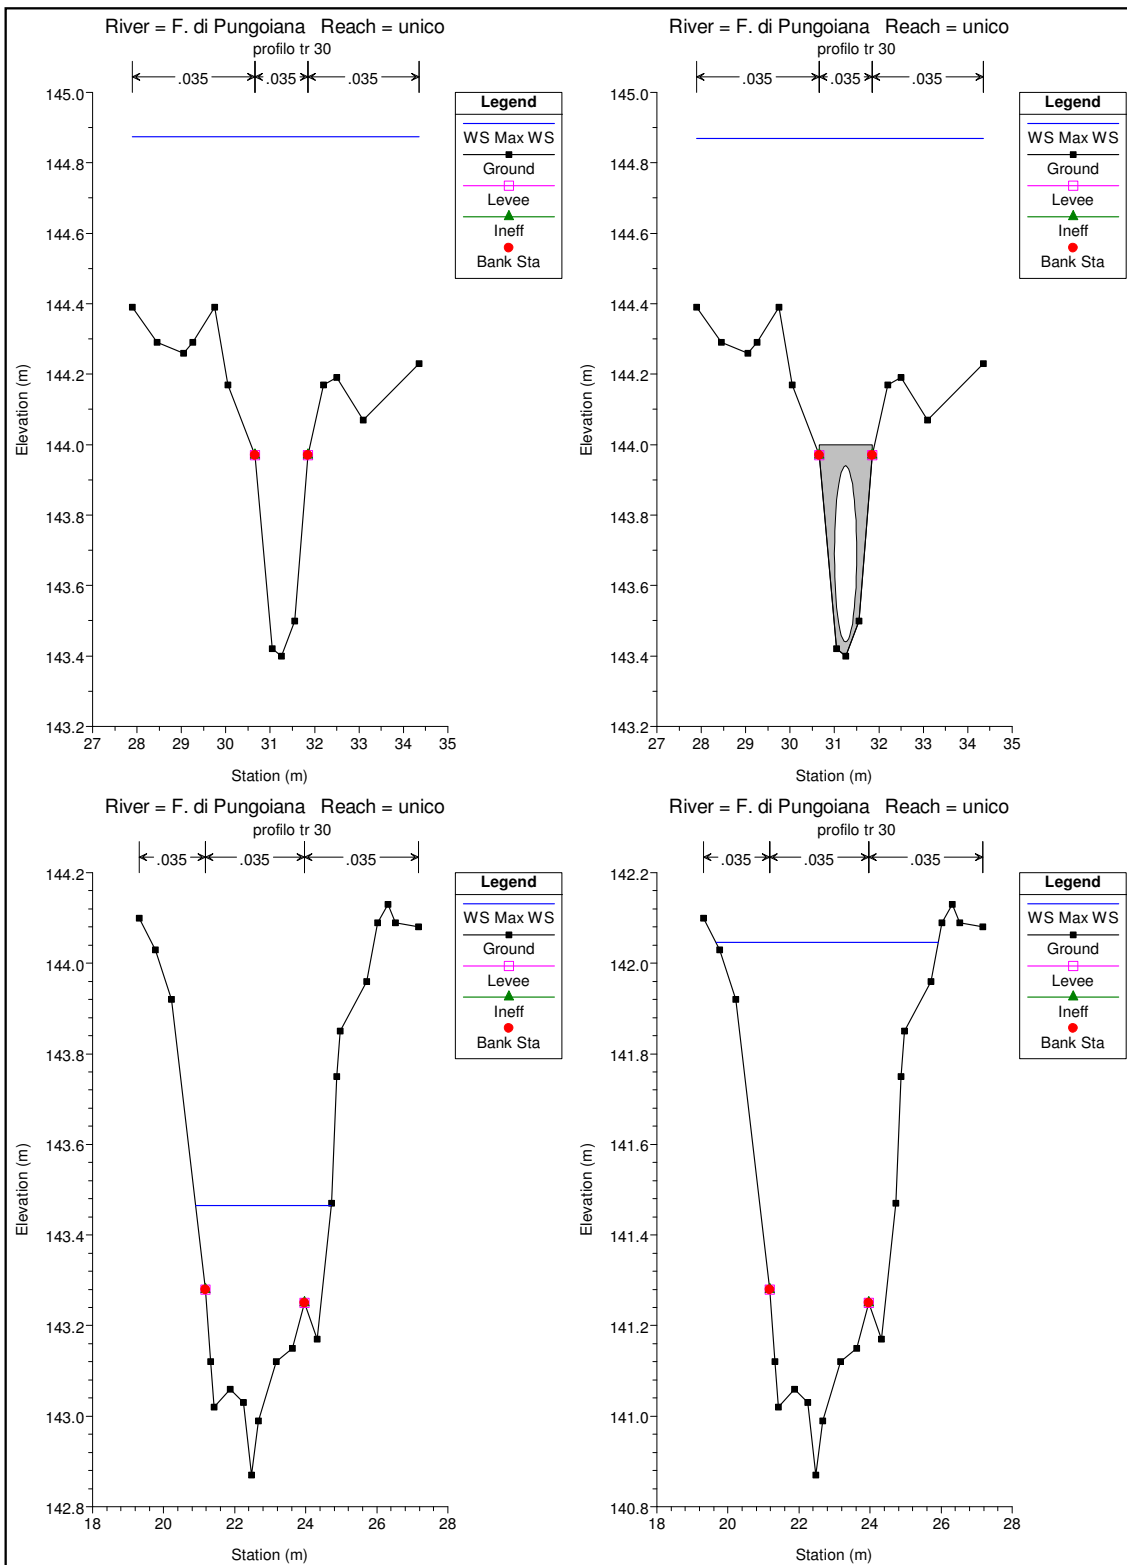 River = F. di Pungoiana   Reach = unico
profilo tr 30
.035 .035 .035
145.0
144.8
144.6
144.4
144.2
144.0
143.8
143.6
143.4
143.2
Elevation (m)
27 28 29 30 31 32 33 34 35
Station (m)
Legend
WS Max WS
Ground
Levee
Ineff
Bank Sta
River = F. di Pungoiana   Reach = unico
profilo tr 30
.035 .035 .035
145.0
144.8
144.6
144.4
144.2
144.0
143.8
143.6
143.4
143.2
Elevation (m)
27 28 29 30 31 32 33 34 35
Station (m)
Legend
WS Max WS
Ground
Levee
Ineff
Bank Sta
River = F. di Pungoiana   Reach = unico
profilo tr 30
.035 .035 .035
144.2
144.0
143.8
143.6
143.4
143.2
143.0
142.8
Elevation (m)
18 20 22 24 26 28
Station (m)
Legend
WS Max WS
Ground
Levee
Ineff
Bank Sta
River = F. di Pungoiana   Reach = unico
profilo tr 30
.035 .035 .035
142.2
142.0
141.8
141.6
141.4
141.2
141.0
140.8
Elevation (m)
18 20 22 24 26 28
Station (m)
Legend
WS Max WS
Ground
Levee
Ineff
Bank Sta